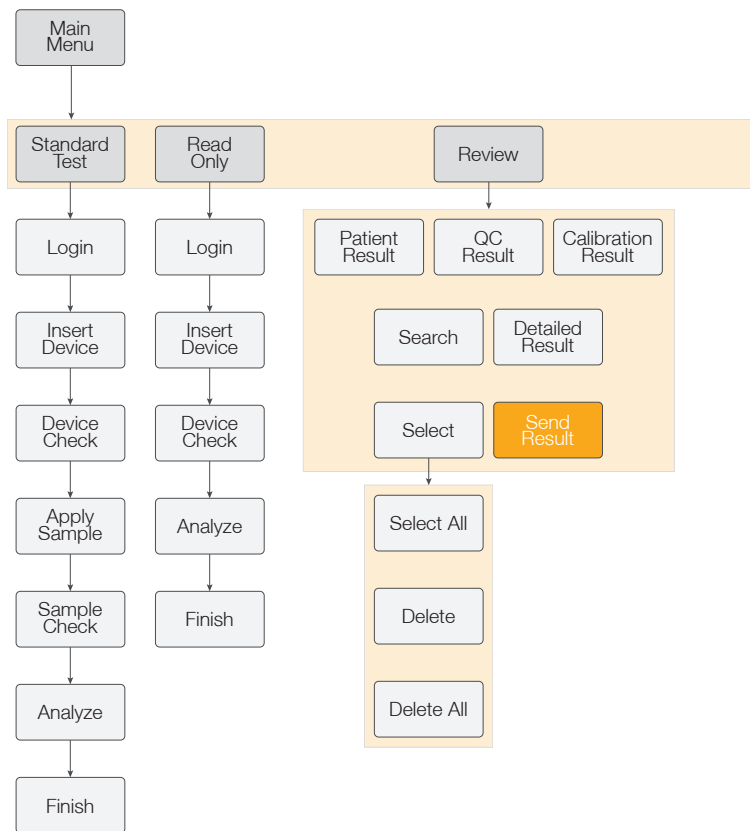 Main
Menu
Standard
Test
Read
Only
Review
Login
Insert
Device
Device
Check
Apply
Sample
Sample
Check
Analyze
Finish
Login
Insert
Device
Device
Check
Analyze
Finish
Patient
Result
QC
Result
Calibration
Result
Search
Detailed
Result
Select
Send
Result
Select All
Delete
Delete All